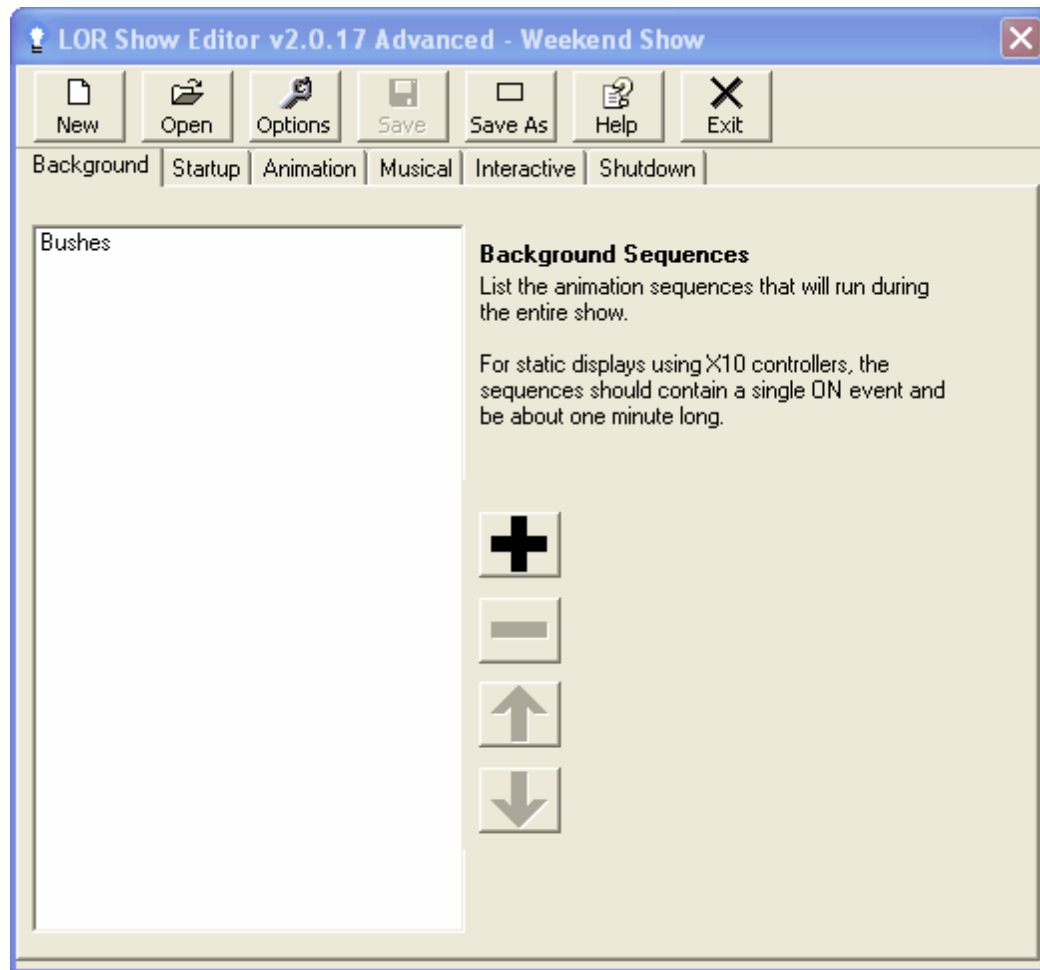 LOR Show Editor v2.0.17 Advanced - Weekend Show
New Open Options Save Save As Help Exit
Background Startup Animation Musical Interactive Shutdown
Bushes
Background Sequences
List the animation sequences that will run during
the entire show.
For static displays using X10 controllers, the
sequences should contain a single ON event and
be about one minute long.